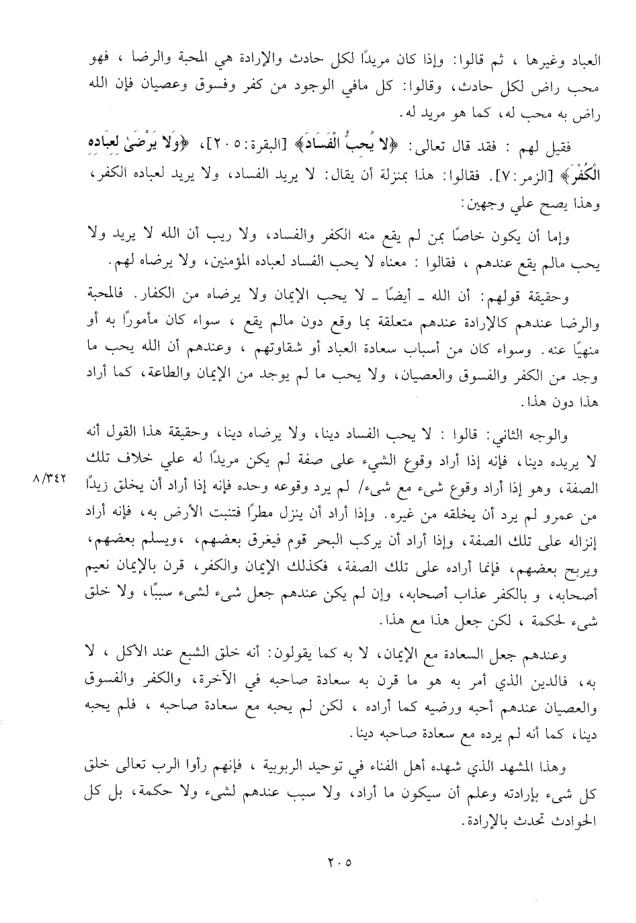 العباد وغيرها ، ثم قالوا: وإذا كان مريدًا لكل حادث والإرادة هي المحبة والرضا ، فهو
محب راض لكل حادث، وقالوا: كل مافي الوجود من كفر وفسوق وعصيان فإن الله
راض به محب له، كما هو مريد له.
فقيل لهم : فقد قال تعالى: ﴿لا يُحِبُّ الْفَسَادَ﴾ [البقرة:٢٠٥]، ﴿وَلا يَرْضَىٰ لِعِبَادِهِ
الْكُفْرَ﴾ [الزمر:٧]. فقالوا: هذا بمنزلة أن يقال: لا يريد الفساد، ولا يريد لعباده الكفر،
وهذا يصح علي وجهين:
وإما أن يكون خاصًا بمن لم يقع منه الكفر والفساد، ولا ريب أن الله لا يريد ولا
يحب مالم يقع عندهم ، فقالوا : معناه لا يحب الفساد لعباده المؤمنين، ولا يرضاه لهم.
وحقيقة قولهم: أن الله ـ أيضًا ـ لا يحب الإيمان ولا يرضاه من الكفار. فالمحبة
والرضا عندهم كالإرادة عندهم متعلقة بما وقع دون مالم يقع ، سواء كان مأمورًا به أو
منهيًا عنه. وسواء كان من أسباب سعادة العباد أو شقاوتهم ، وعندهم أن الله يحب ما
وجد من الكفر والفسوق والعصيان، ولا يحب ما لم يوجد من الإيمان والطاعة، كما أراد
هذا دون هذا.
والوجه الثاني: قالوا : لا يحب الفساد دينا، ولا يرضاه دينا، وحقيقة هذا القول أنه
لا يريده دينا، فإنه إذا أراد وقوع الشيء على صفة لم يكن مريدًا له علي خلاف تلك
الصفة، وهو إذا أراد وقوع شيء مع شيء/ لم يرد وقوعه وحده فإنه إذا أراد أن يخلق زيدًا
٨/٣٤٢
من عمرو لم يرد أن يخلقه من غيره. وإذا أراد أن ينزل مطرًا فتنبت الأرض به، فإنه أراد
إنزاله على تلك الصفة، وإذا أراد أن يركب البحر قوم فيغرق بعضهم، ،ويسلم بعضهم،
ويربح بعضهم، فإنما أراده على تلك الصفة، فكذلك الإيمان والكفر، قرن بالإيمان نعيم
أصحابه، و بالكفر عذاب أصحابه، وإن لم يكن عندهم جعل شيء لشيء سببًا، ولا خلق
شيء لحكمة ، لكن جعل هذا مع هذا.
وعندهم جعل السعادة مع الإيمان، لا به كما يقولون: أنه خلق الشبع عند الأكل ، لا
به، فالدين الذي أمر به هو ما قرن به سعادة صاحبه في الآخرة، والكفر والفسوق
والعصيان عندهم أحبه ورضيه كما أراده ، لكن لم يحبه مع سعادة صاحبه ، فلم يحبه
دينا، كما أنه لم يرده مع سعادة صاحبه دينا.
وهذا المشهد الذي شهده أهل الفناء في توحيد الربوبية ، فإنهم رأوا الرب تعالى خلق
كل شيء بإرادته وعلم أن سيكون ما أراد، ولا سبب عندهم لشيء ولا حكمة، بل كل
الحوادث تحدث بالإرادة.
٢٠٥